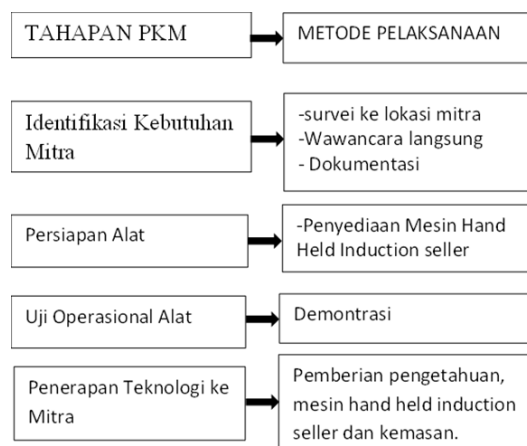 TAHAPAN PKM
METODE PELAKSANAAN
Identifikasi Kebutuhan
Mitra
-survei ke lokasi mitra
-Wawancara langsung
- Dokumentasi
Persiapan Alat
-Penyediaan Mesin Hand
Held Induction seller
Uji Operasional Alat
Demontrasi
Penerapan Teknologi ke
Mitra
Pemberian pengetahuan,
mesin hand held induction
seller dan kemasan.